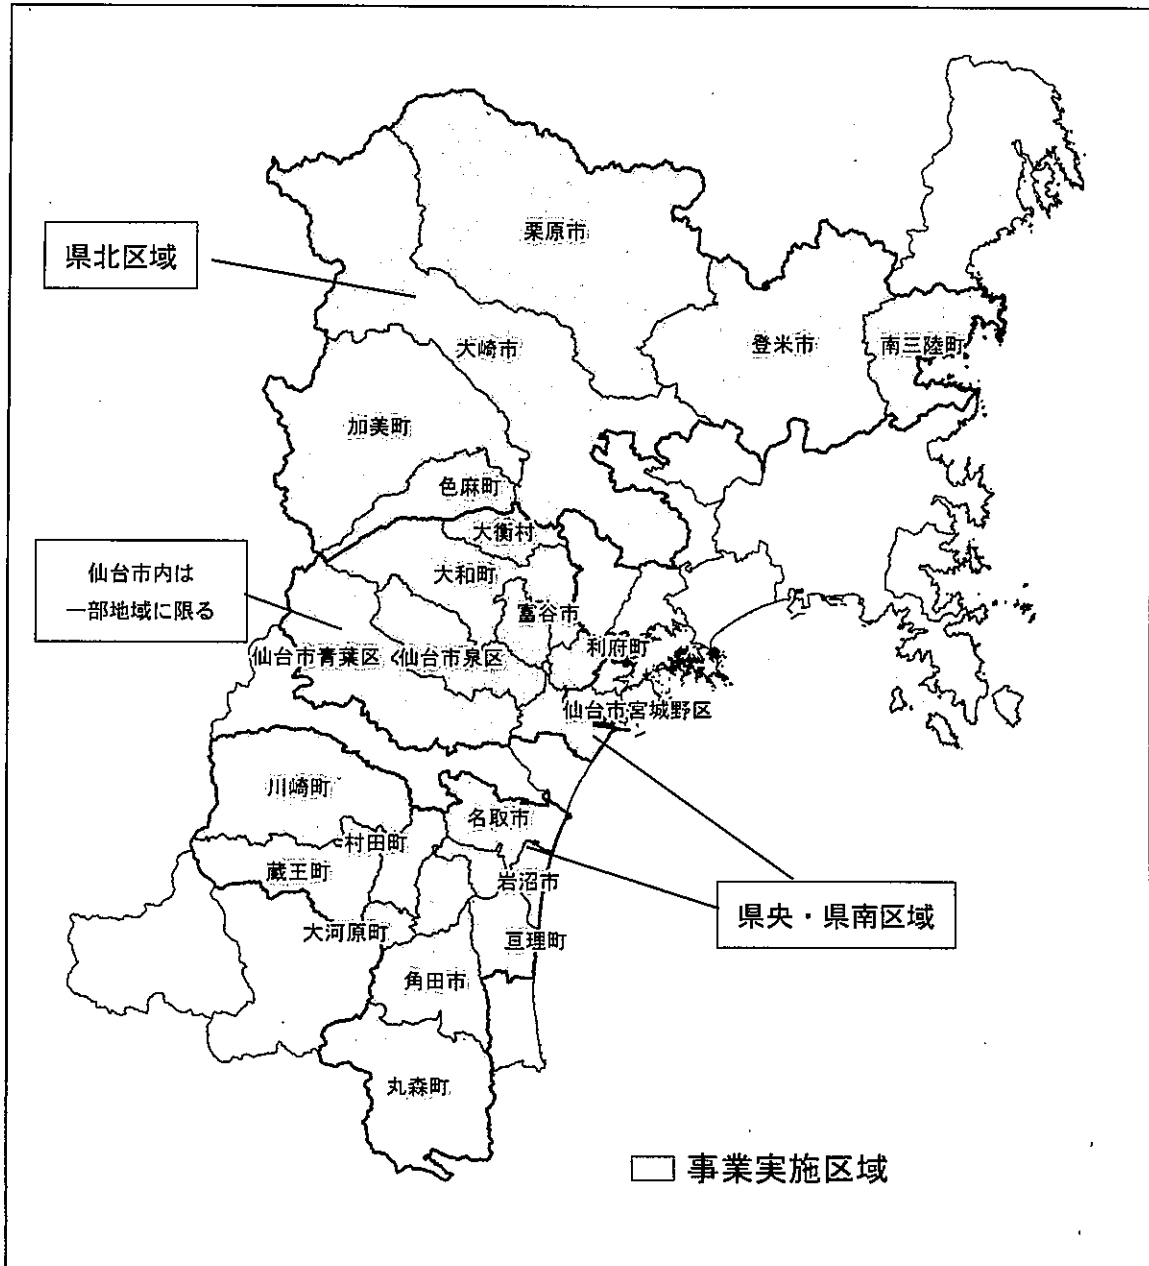 栗原市
県北区域
大崎市
登米市
南三陸町
加美町
色麻町
大衡村
仙台市内は
一部地域に限る
大和町
富谷市
利府町
仙台市青葉区
仙台市泉区
仙台市宮城野区
川崎町
名取市
村田町
蔵王町
岩沼市
県央・県南区域
大河原町
亘理町
角田市
丸森町
事業実施区域